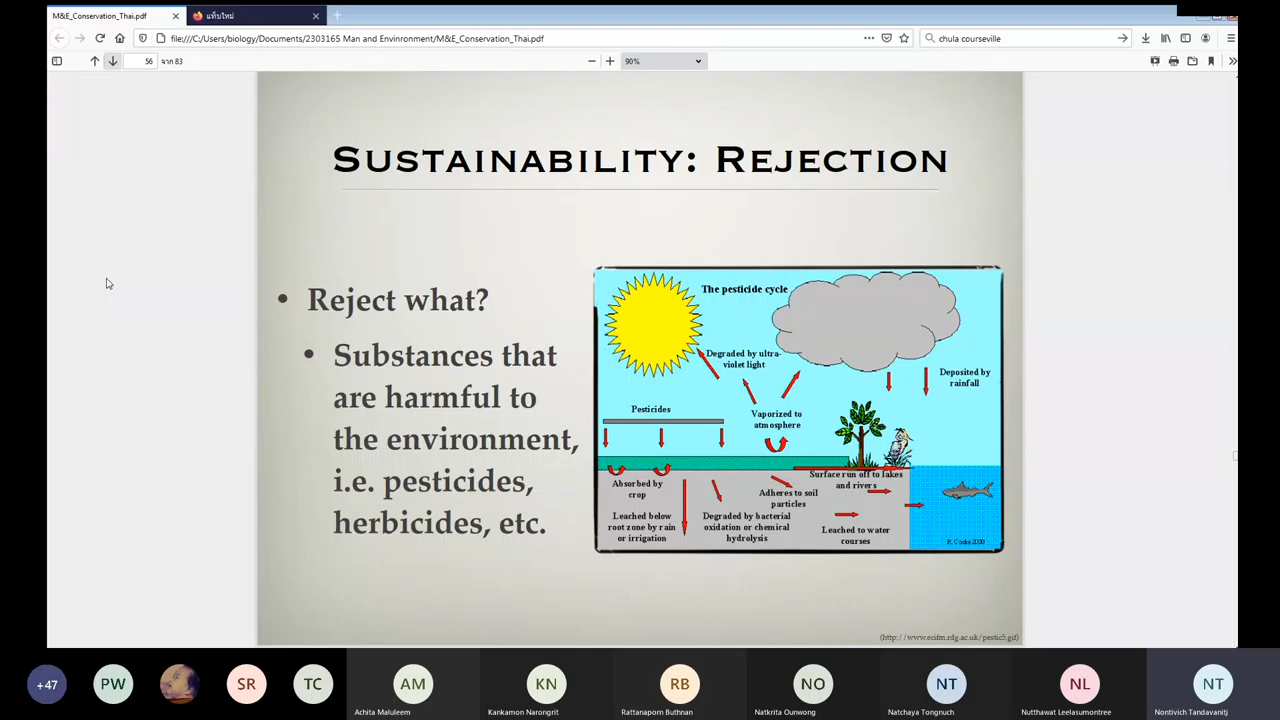 M&E_Conservation_Thai.pdf
แท็บใหม่
file:///C:/Users/biology/Documents/2303165 Man and Envinronment/M&E_Conservation_Thai.pdf
chula courseville
56
จาก 83
90%
SUSTAINABILITY: REJECTION
• Reject what?
• Substances that
are harmful to
the environment,
i.e. pesticides,
herbicides, etc.
The pesticide cycle
Degraded by ultra-
violet light
Deposited by
rainfall
Pesticides
Vaporized to
atmosphere
Absorbed by
crop
Adheres to soil
particles
Surface run off to lakes
and rivers
Leached below
root zone by rain
or irrigation
Degraded by bacterial
oxidation or chemical
hydrolysis
Leached to water
courses
R. Cooke 2000
(http://www.ecifm.rdg.ac.uk/pestic5.gif)
+47
PW
SR
TC
AM
KN
RB
NO
NT
NL
NT
Achita Maluleem
Kankamon Narongrit
Rattanaporn Buthnan
Natkrita Ounwong
Natchaya Tongnuch
Nutthawat Leelasumontree
Nontivich Tandavanitj